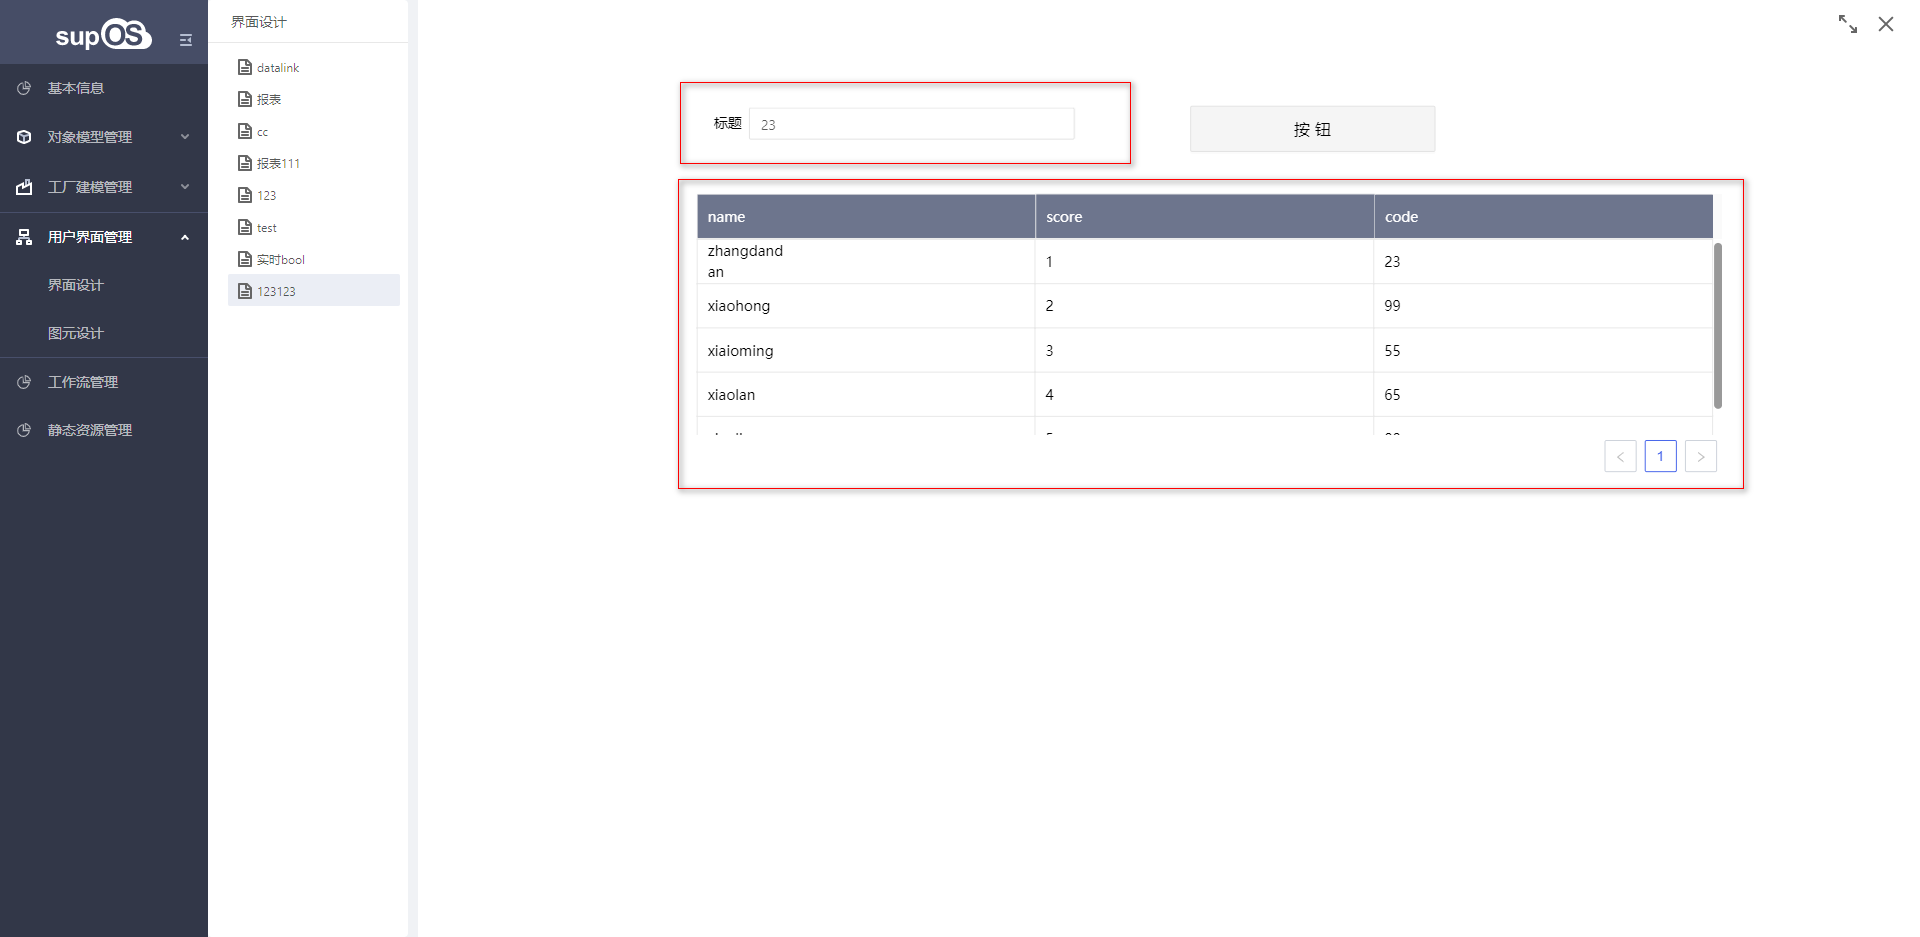 supOS
基本信息
对象模型管理
工厂建模管理
用户界面管理
界面设计
图元设计
工作流管理
静态资源管理
界面设计
datalink
报表
cc
报表111
123
test
实时bool
123123
标题 23
按 钮
name score code
zhangdand
an 1 23
xiaohong 2 99
xiaioming 3 55
xiaolan 4 65
1